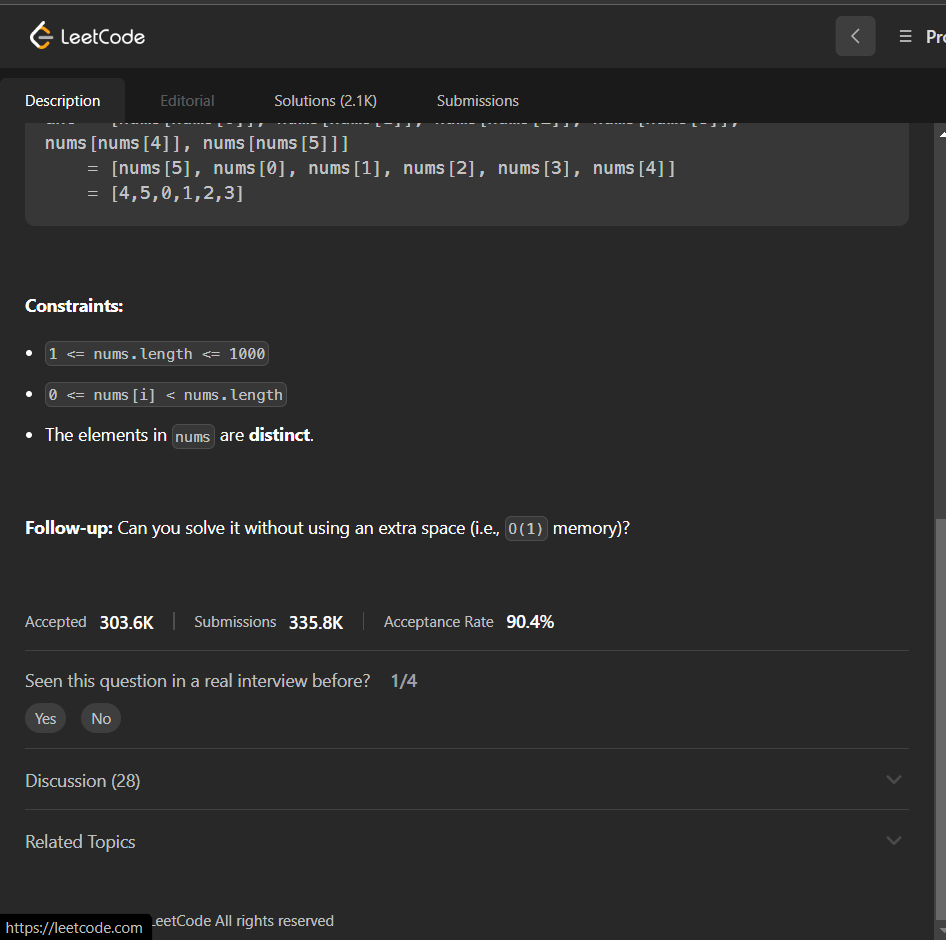 LeetCode
Pro
Description Editorial Solutions (2.1K) Submissions
nums[nums[4]], nums[nums[5]]]
= [nums[5], nums[0], nums[1], nums[2], nums[3], nums[4]]
= [4,5,0,1,2,3]
Constraints:
• 1 <= nums.length <= 1000
• 0 <= nums[i] < nums.length
• The elements in nums are distinct.
Follow-up: Can you solve it without using an extra space (i.e., O(1) memory)?
Accepted 303.6K | Submissions 335.8K | Acceptance Rate 90.4%
Seen this question in a real interview before? 1/4
Yes No
Discussion (28)
Related Topics
eetCode All rights reserved
https://leetcode.com